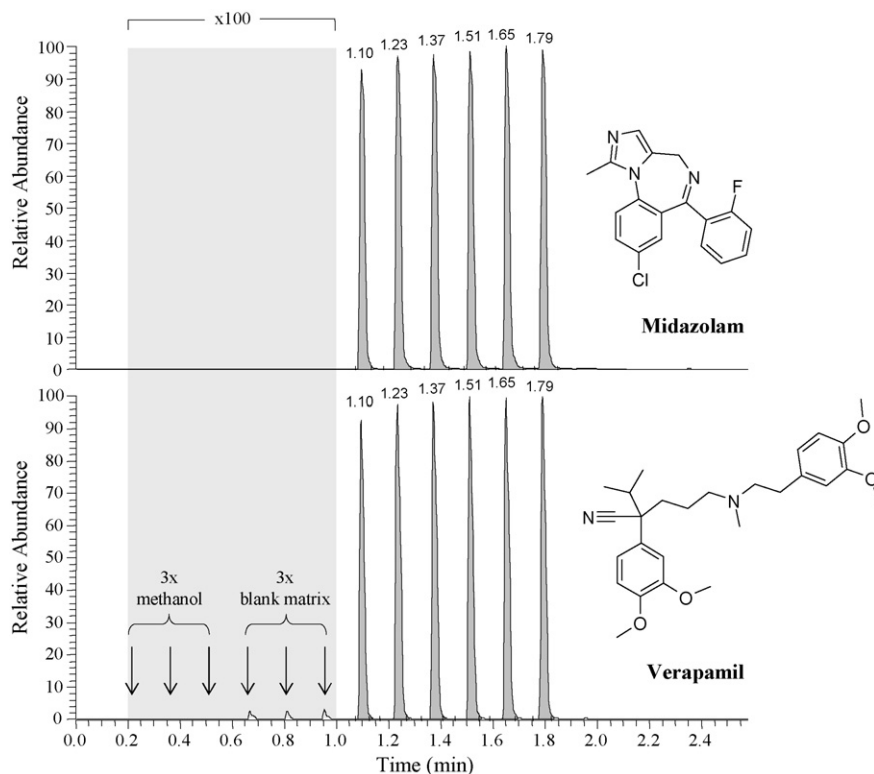 x100
100
90
80
70
60
50
40
30
20
10
0
Relative Abundance
1.10 1.23 1.37 1.51 1.65 1.79
N
N
N
F
Cl
Midazolam
100
90
80
70
60
50
40
30
20
10
0
Relative Abundance
1.10 1.23 1.37 1.51 1.65 1.79
3x
methanol
3x
blank matrix
O
O
N
N
O
O
Verapamil
0.0 0.2 0.4 0.6 0.8 1.0 1.2 1.4 1.6 1.8 2.0 2.2 2.4
Time (min)